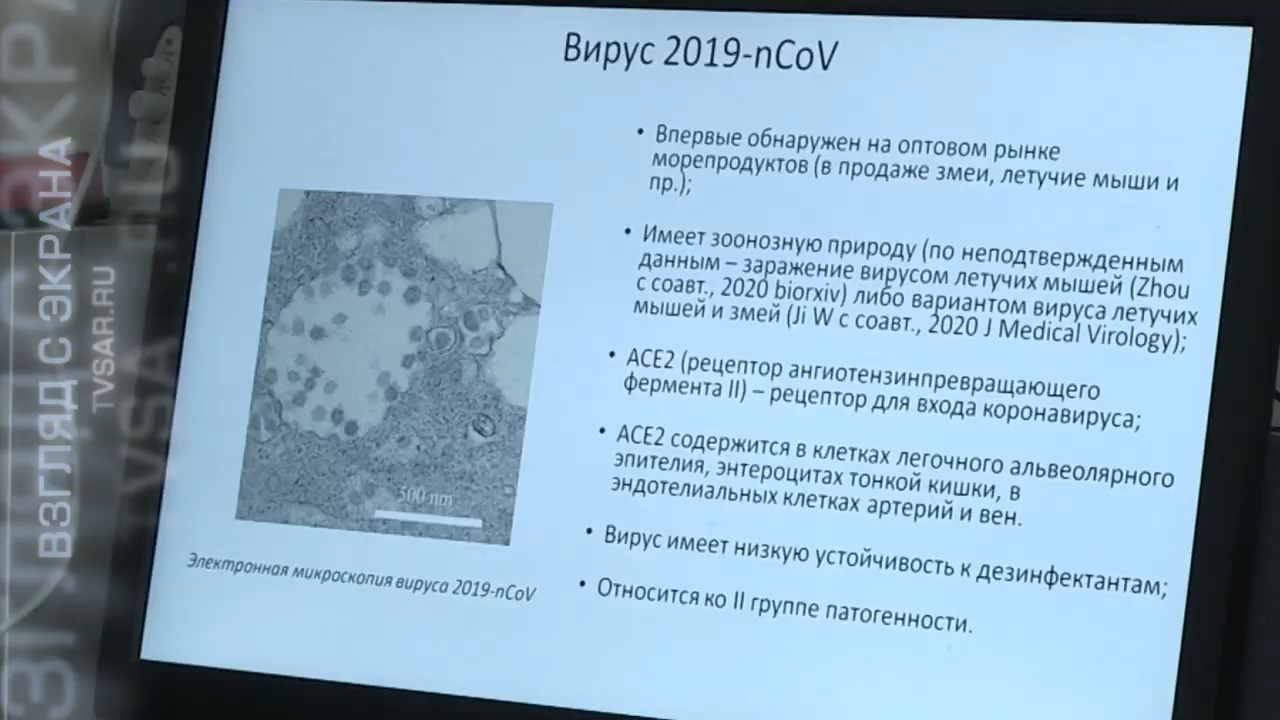 Вирус 2019-nCoV
• Впервые обнаружен на оптовом рынке
морепродуктов (в продаже змеи, летучие мыши и
пр.);
• Имеет зоонозную природу (по неподтвержденным
данным – заражение вирусом летучих мышей (Zhou
с соавт., 2020 biorxiv) либо вариантом вируса летучих
мышей и змей (Ji W с соавт., 2020 J Medical Virology);
• ACE2 (рецептор ангиотензинпревращающего
фермента II) – рецептор для входа коронавируса;
• ACE2 содержится в клетках легочного альвеолярного
эпителия, энтероцитах тонкой кишки, в
эндотелиальных клетках артерий и вен.
• Вирус имеет низкую устойчивость к дезинфектантам;
• Относится ко II группе патогенности.
500 nm
Электронная микроскопия вируса 2019-nCoV
ВЗГЛЯД С ЭКРАНА
TVSAR.RU